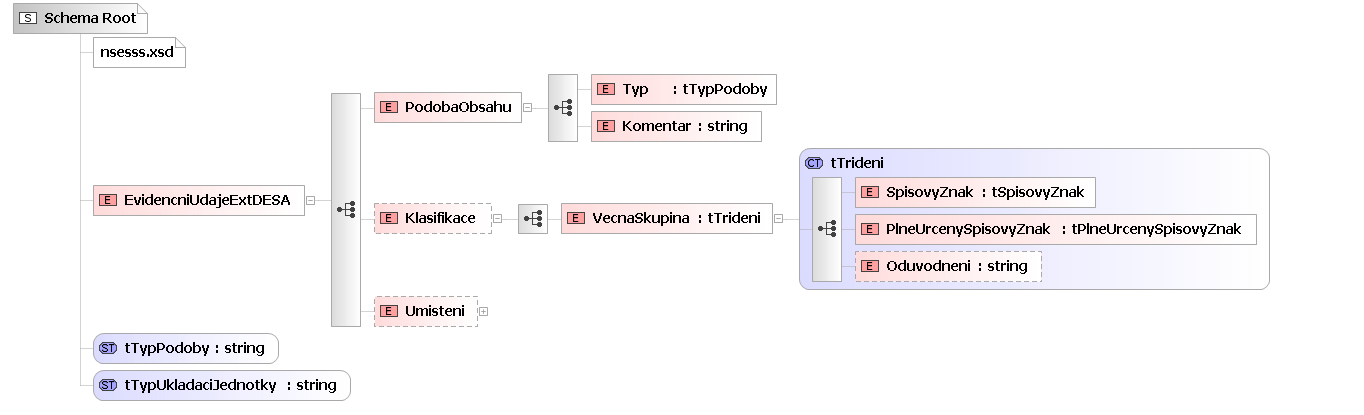 S Schema Root
nsesss.xsd
E EvidencniUdajeExtDESA
E PodobaObsahu
E Typ : tTypPodoby
E Komentar : string
E Klasifikace
E VecnaSkupina : tTrideni
CT tTrideni
E SpisovyZnak : tSpisovyZnak
E PlneUrcenySpisovyZnak : tPlneUrcenySpisovyZnak
E Oduvodneni : string
E Umisteni
ST tTypPodoby : string
ST tTypUkladaciJednotky : string